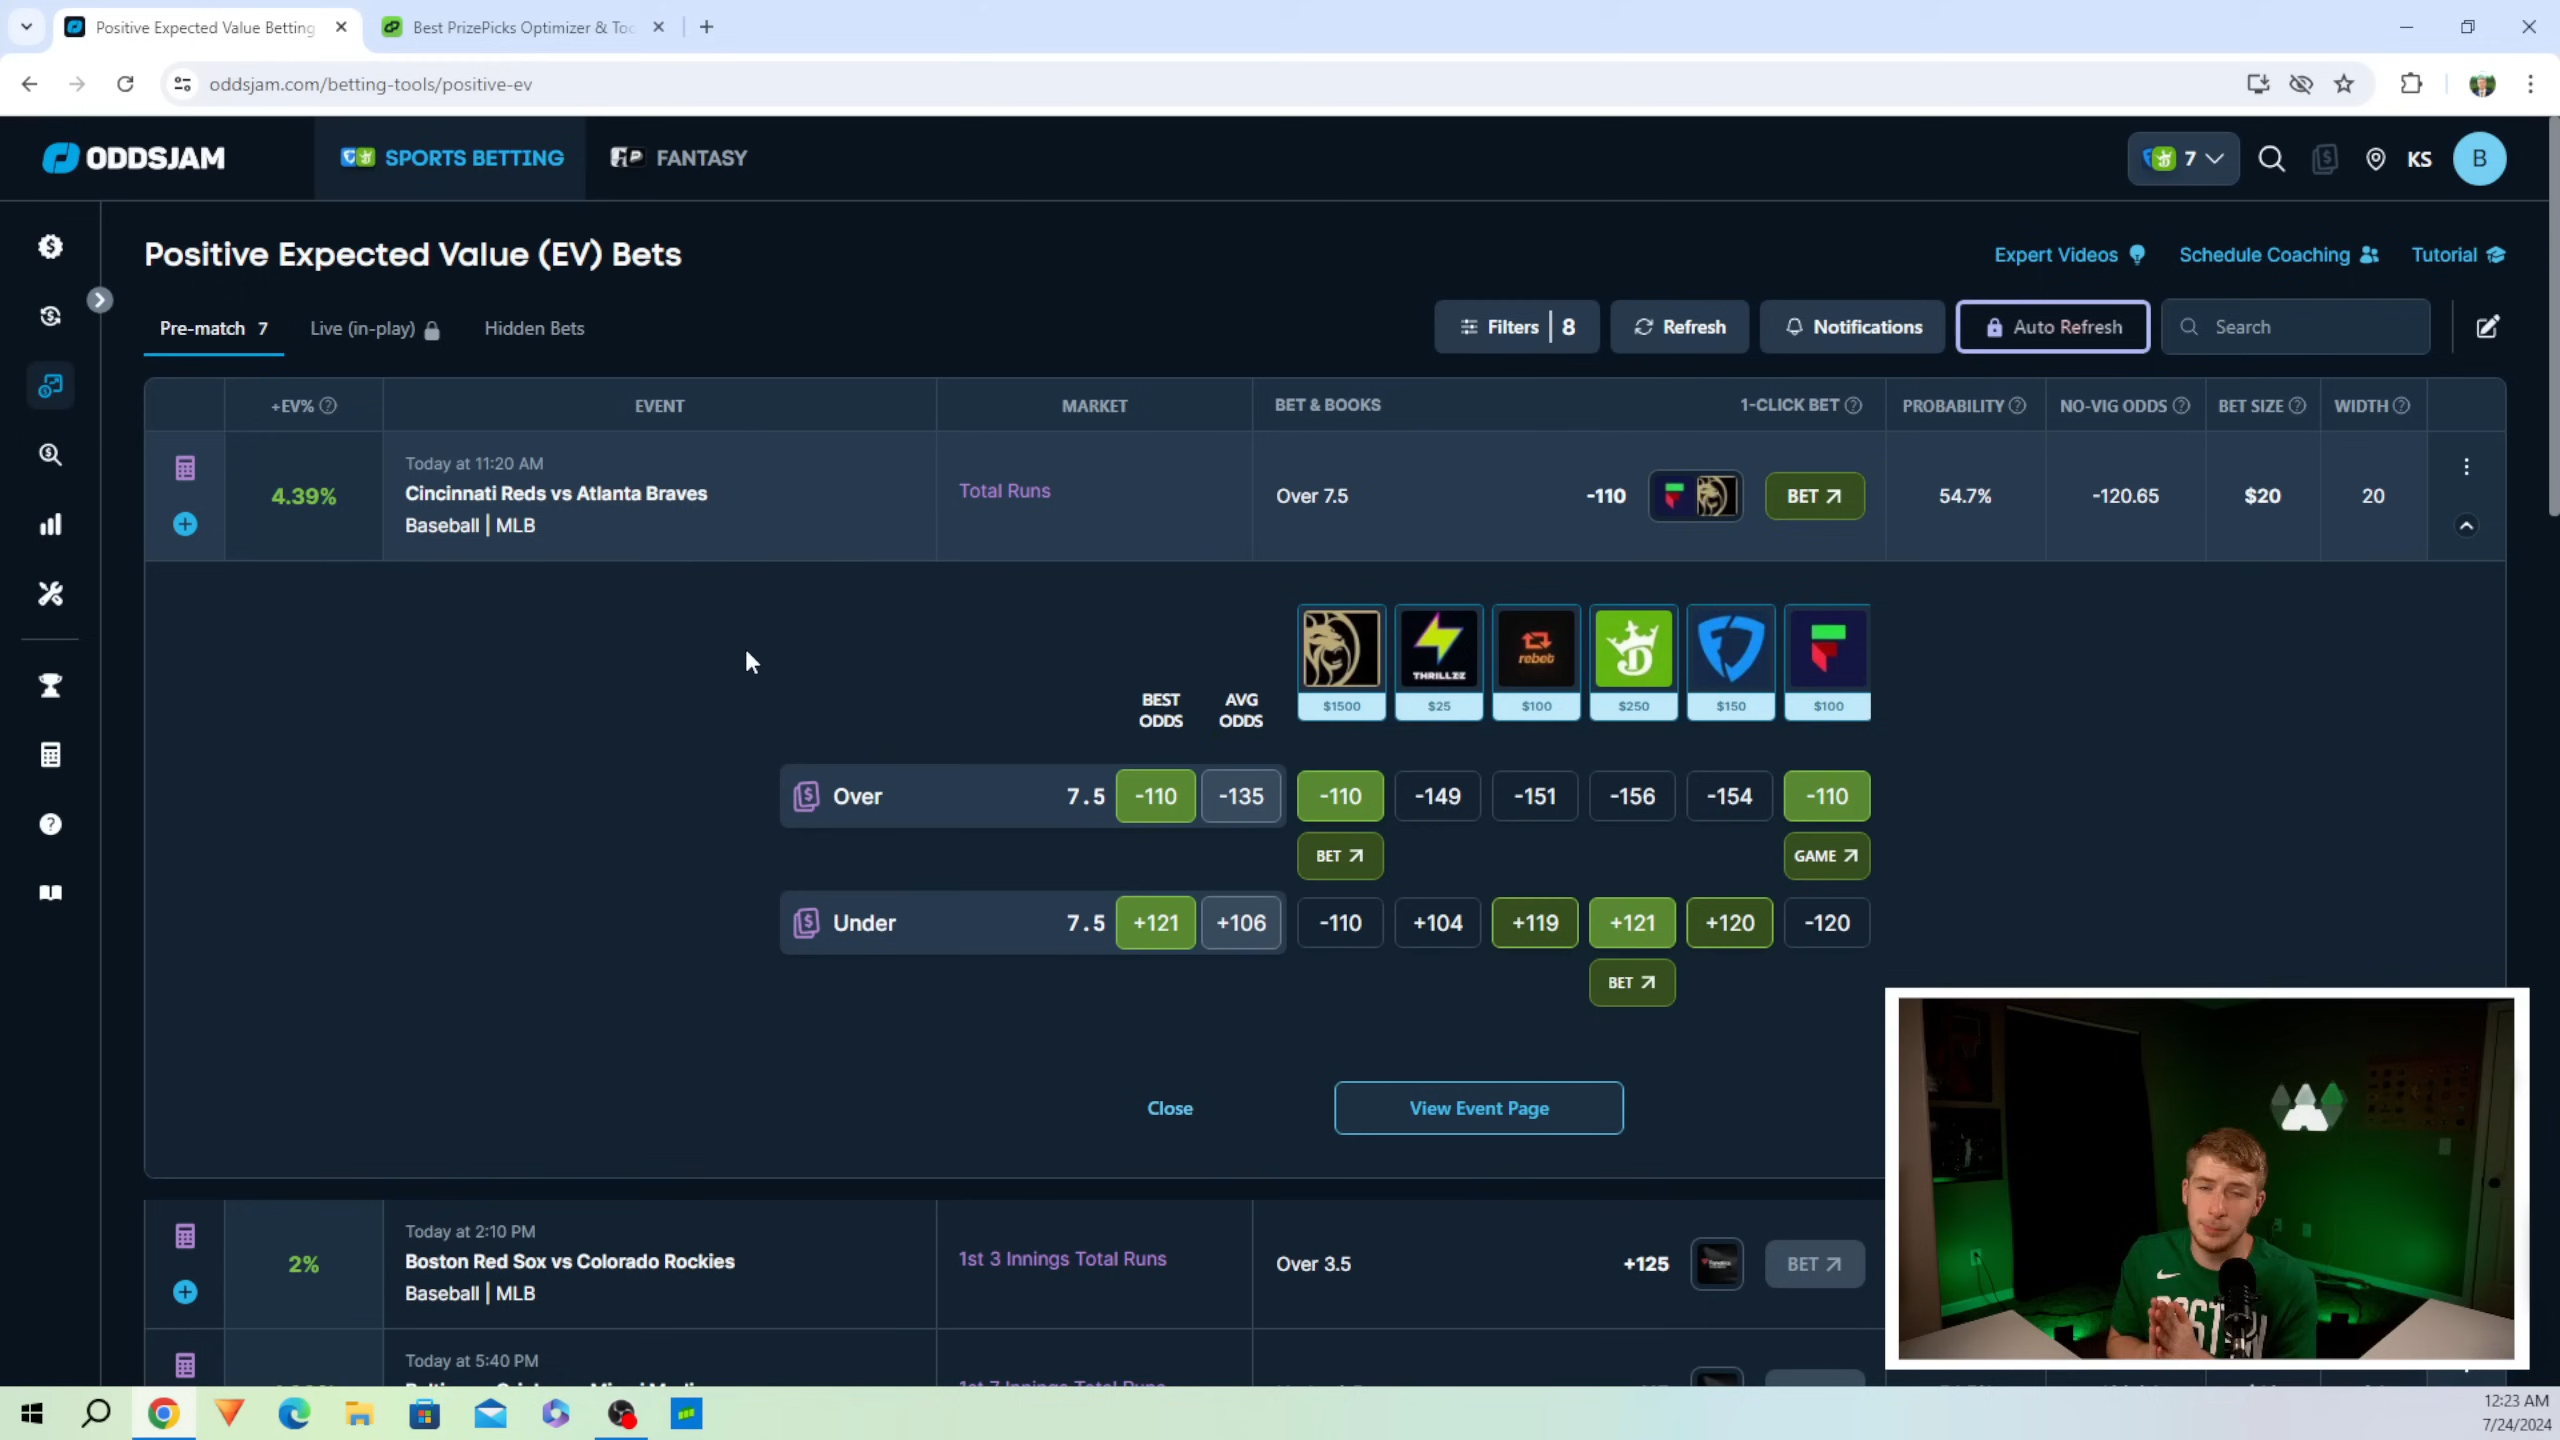 Positive Expected Value Betting
Best PrizePicks Optimizer & Too
oddsjam.com/betting-tools/positive-ev
ODDSJAM
SPORTS BETTING
FANTASY
7
KS
B
Positive Expected Value (EV) Bets
Expert Videos
Schedule Coaching
Tutorial
Pre-match 7
Live (in-play)
Hidden Bets
Filters | 8
Refresh
Notifications
Auto Refresh
Search
+EV%
EVENT
MARKET
BET & BOOKS
1-CLICK BET
PROBABILITY
NO-VIG ODDS
BET SIZE
WIDTH
4.39%
Today at 11:20 AM
Cincinnati Reds vs Atlanta Braves
Baseball | MLB
Total Runs
Over 7.5
-110
BET
54.7%
-120.65
$20
20
THRILLZZ
rebet
BEST ODDS
AVG ODDS
$1500
$25
$100
$250
$150
$100
Over 7.5 -110 -135 -110 -149 -151 -156 -154 -110
BET
GAME
Under 7.5 +121 +106 -110 +104 +119 +121 +120 -120
BET
Close
View Event Page
2%
Today at 2:10 PM
Boston Red Sox vs Colorado Rockies
Baseball | MLB
1st 3 Innings Total Runs
Over 3.5
+125
BET
Today at 5:40 PM
1st 7 Innings Total Runs
12:23 AM
7/24/2024